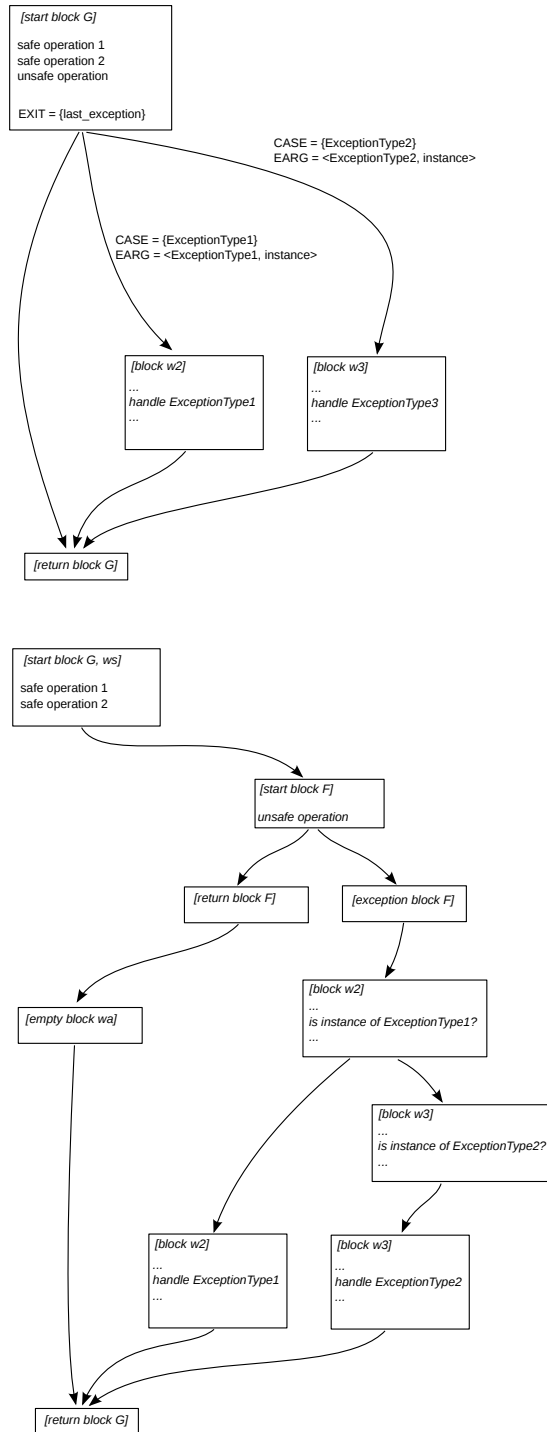 [start block G]
safe operation 1
safe operation 2
unsafe operation
EXIT = {last_exception}
CASE = {ExceptionType2}
EARG = <ExceptionType2, instance>
CASE = {ExceptionType1}
EARG = <ExceptionType1, instance>
[block w2]
...
handle ExceptionType1
...
[block w3]
...
handle ExceptionType3
...
[return block G]
[start block G, ws]
safe operation 1
safe operation 2
[start block F]
unsafe operation
[return block F]
[exception block F]
[empty block wa]
[block w2]
...
is instance of ExceptionType1?
...
[block w3]
...
is instance of ExceptionType2?
...
[block w2]
...
handle ExceptionType1
...
[block w3]
...
handle ExceptionType2
...
[return block G]